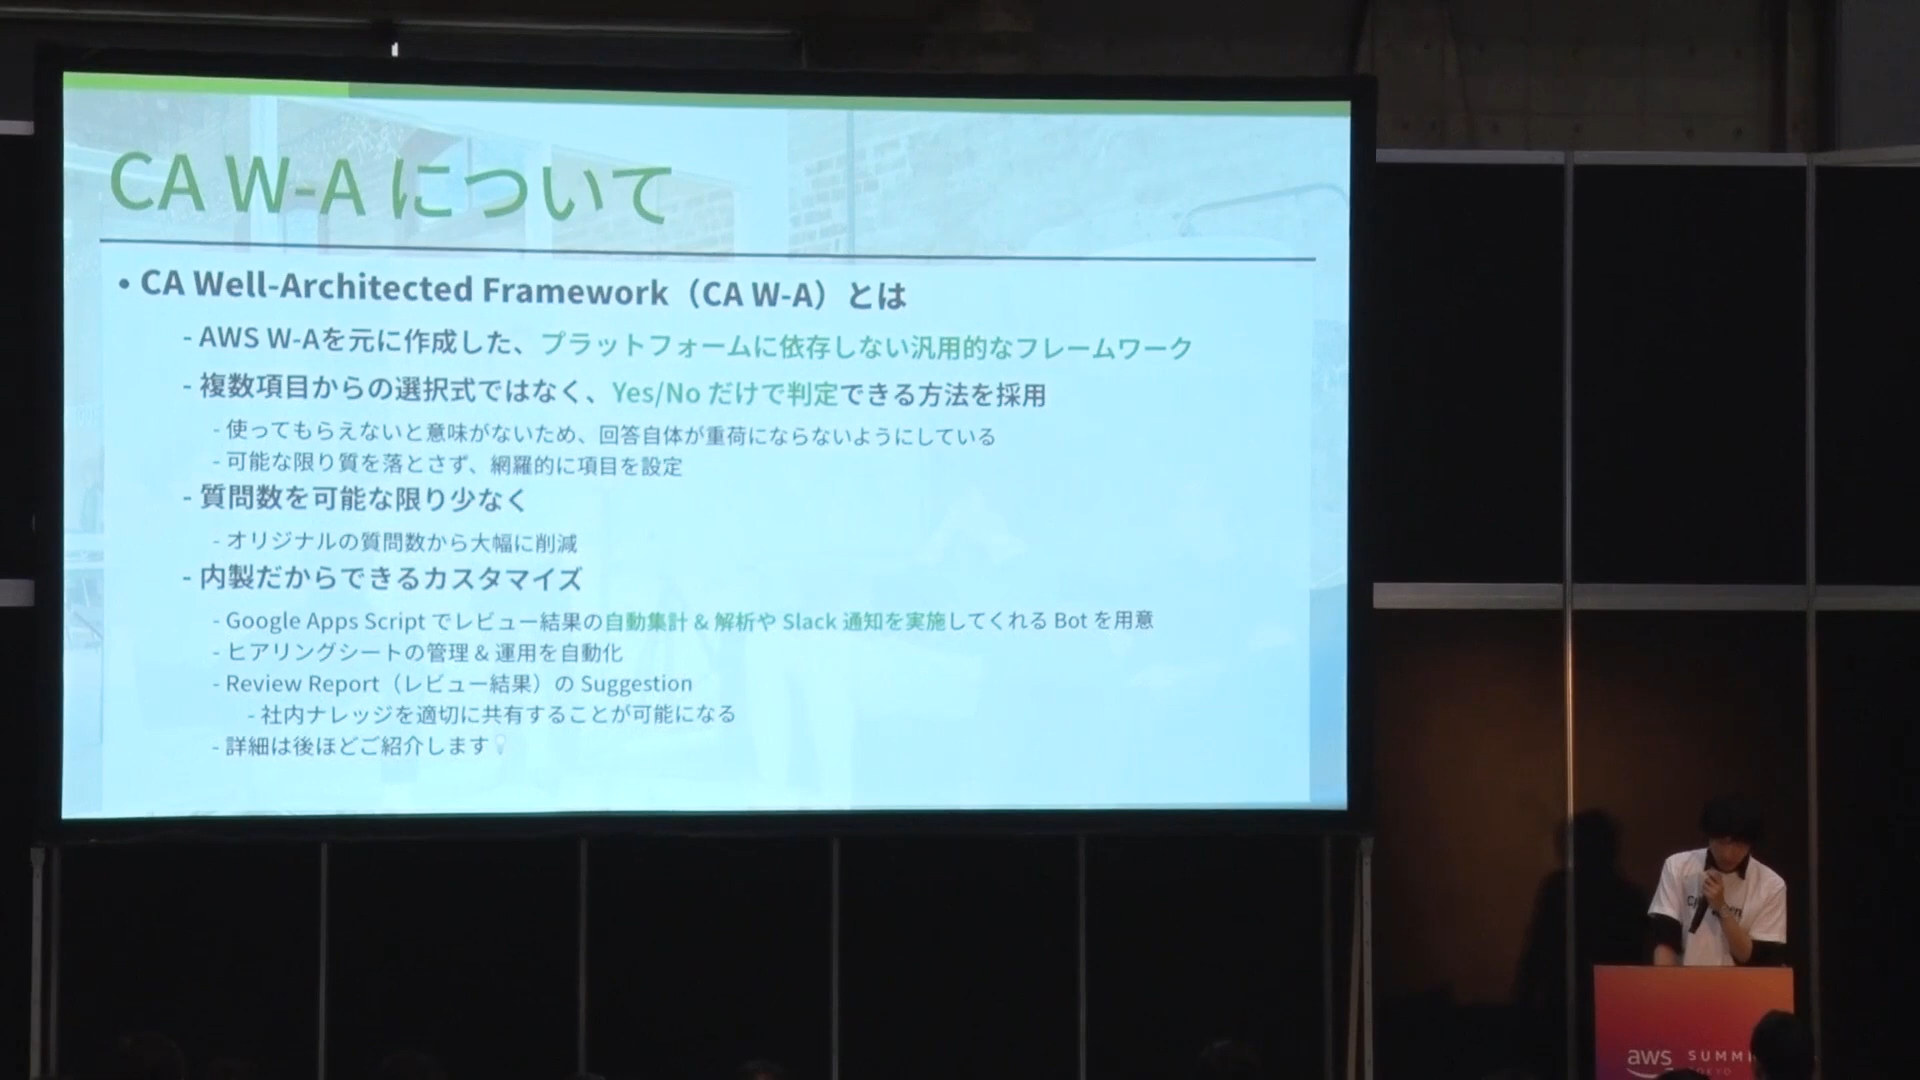 CA W-A について
• CA Well-Architected Framework（CA W-A）とは
- AWS W-Aを元に作成した、プラットフォームに依存しない汎用的なフレームワーク
- 複数項目からの選択式ではなく、Yes/No だけで判定できる方法を採用
- 使ってもらえないと意味がないため、回答自体が重荷にならないようにしている
- 可能な限り質を落とさず、網羅的に項目を設定
- 質問数を可能な限り少なく
- オリジナルの質問数から大幅に削減
- 内製だからできるカスタマイズ
- Google Apps Script でレビュー結果の自動集計 & 解析や Slack 通知を実施してくれる Bot を用意
- ヒアリングシートの管理 & 運用を自動化
- Review Report（レビュー結果）の Suggestion
- 社内ナレッジを適切に共有することが可能になる
- 詳細は後ほどご紹介します💡
aws